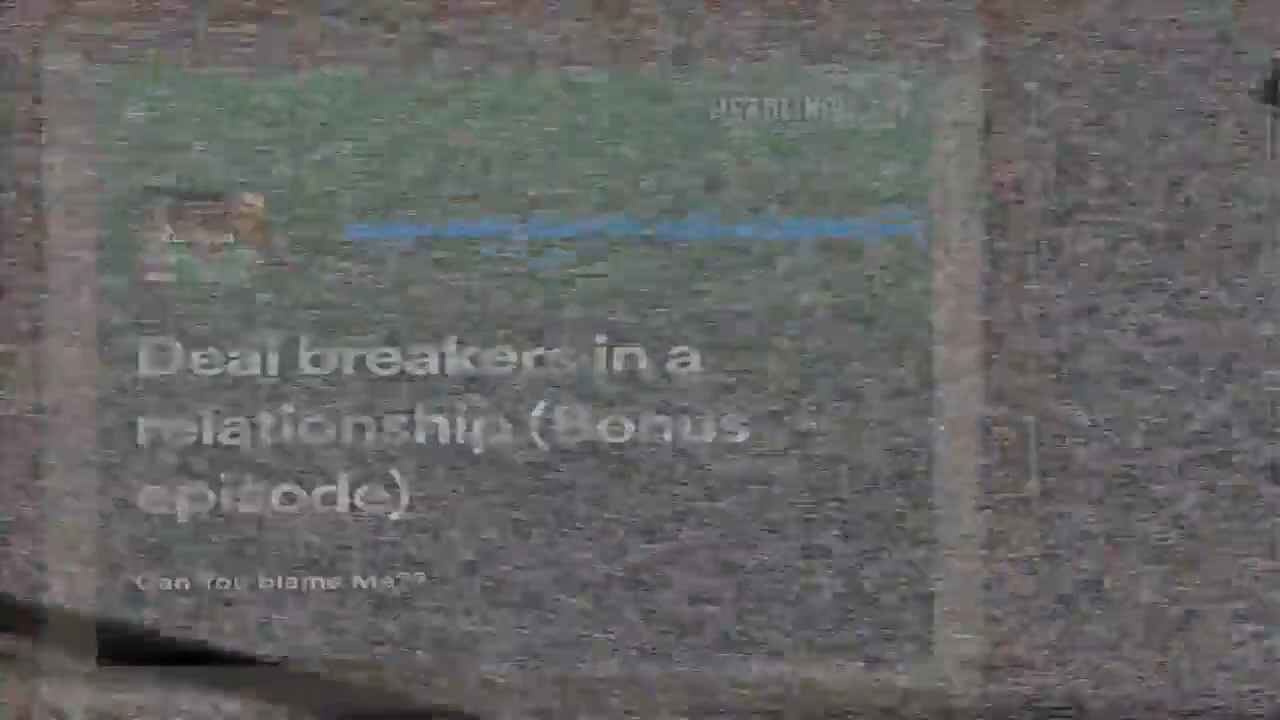 Deal breakers in a
relationship (Bonus
episode)
Can You blame Me??